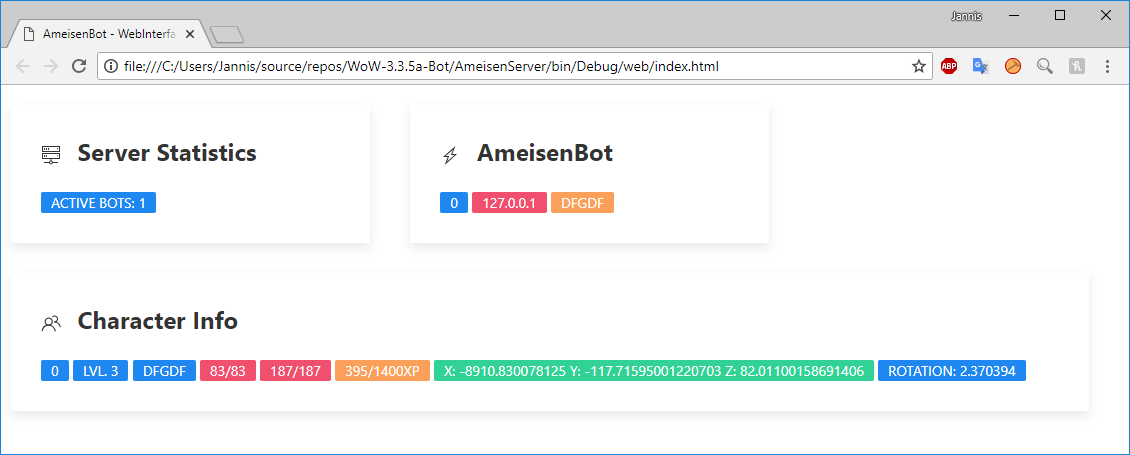 Jannis
AmeisenBot - WebInterfa
file:///C:/Users/Jannis/source/repos/WoW-3.3.5a-Bot/AmeisenServer/bin/Debug/web/index.html
ABP
Server Statistics
ACTIVE BOTS: 1
AmeisenBot
0 127.0.0.1 DFGDF
Character Info
0 LVL. 3 DFGDF 83/83 187/187 395/1400XP X: -8910.830078125 Y: -117.71595001220703 Z: 82.01100158691406 ROTATION: 2.370394